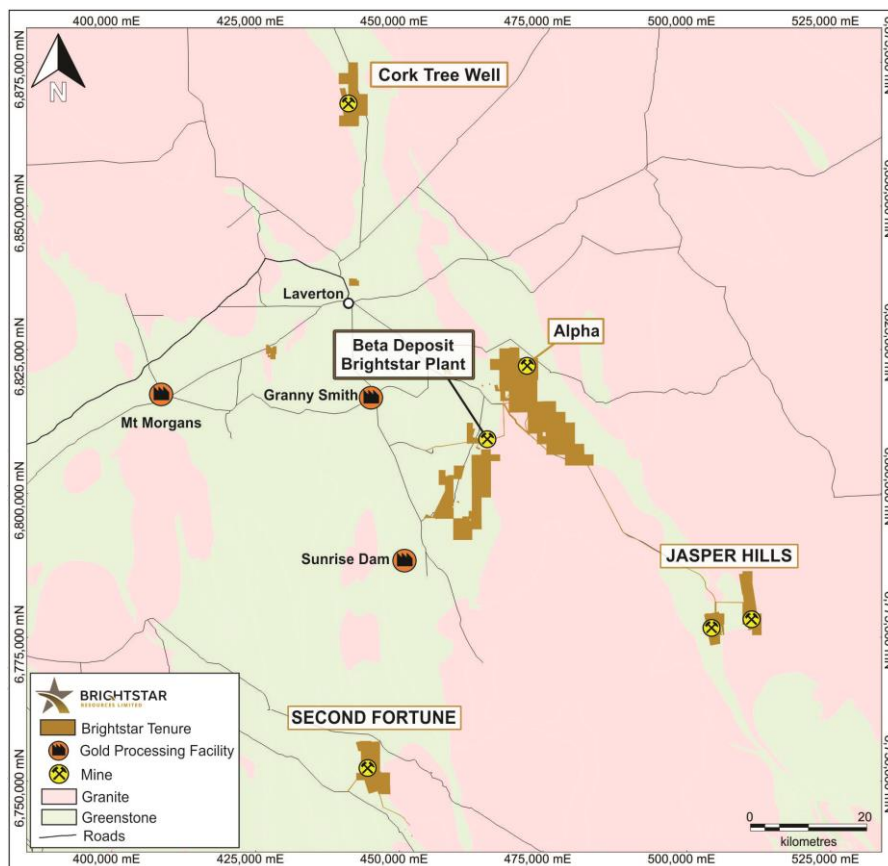 400,000 mE
425,000 mE
450,000 mE
475,000 mE
500,000 mE
525,000 mE
6,875,000 mN
6,850,000 mN
6,825,000 mN
6,800,000 mN
6,775,000 mN
6,750,000 mN
N
Cork Tree Well
Laverton
Beta Deposit
Brightstar Plant
Alpha
Granny Smith
Mt Morgans
Sunrise Dam
JASPER HILLS
SECOND FORTUNE
BRIGHTSTAR
RESOURCES LIMITED
Brightstar Tenure
Gold Processing Facility
Mine
Granite
Greenstone
Roads
0
20
kilometres
400,000 mE
425,000 mE
450,000 mE
475,000 mE
500,000 mE
525,000 mE